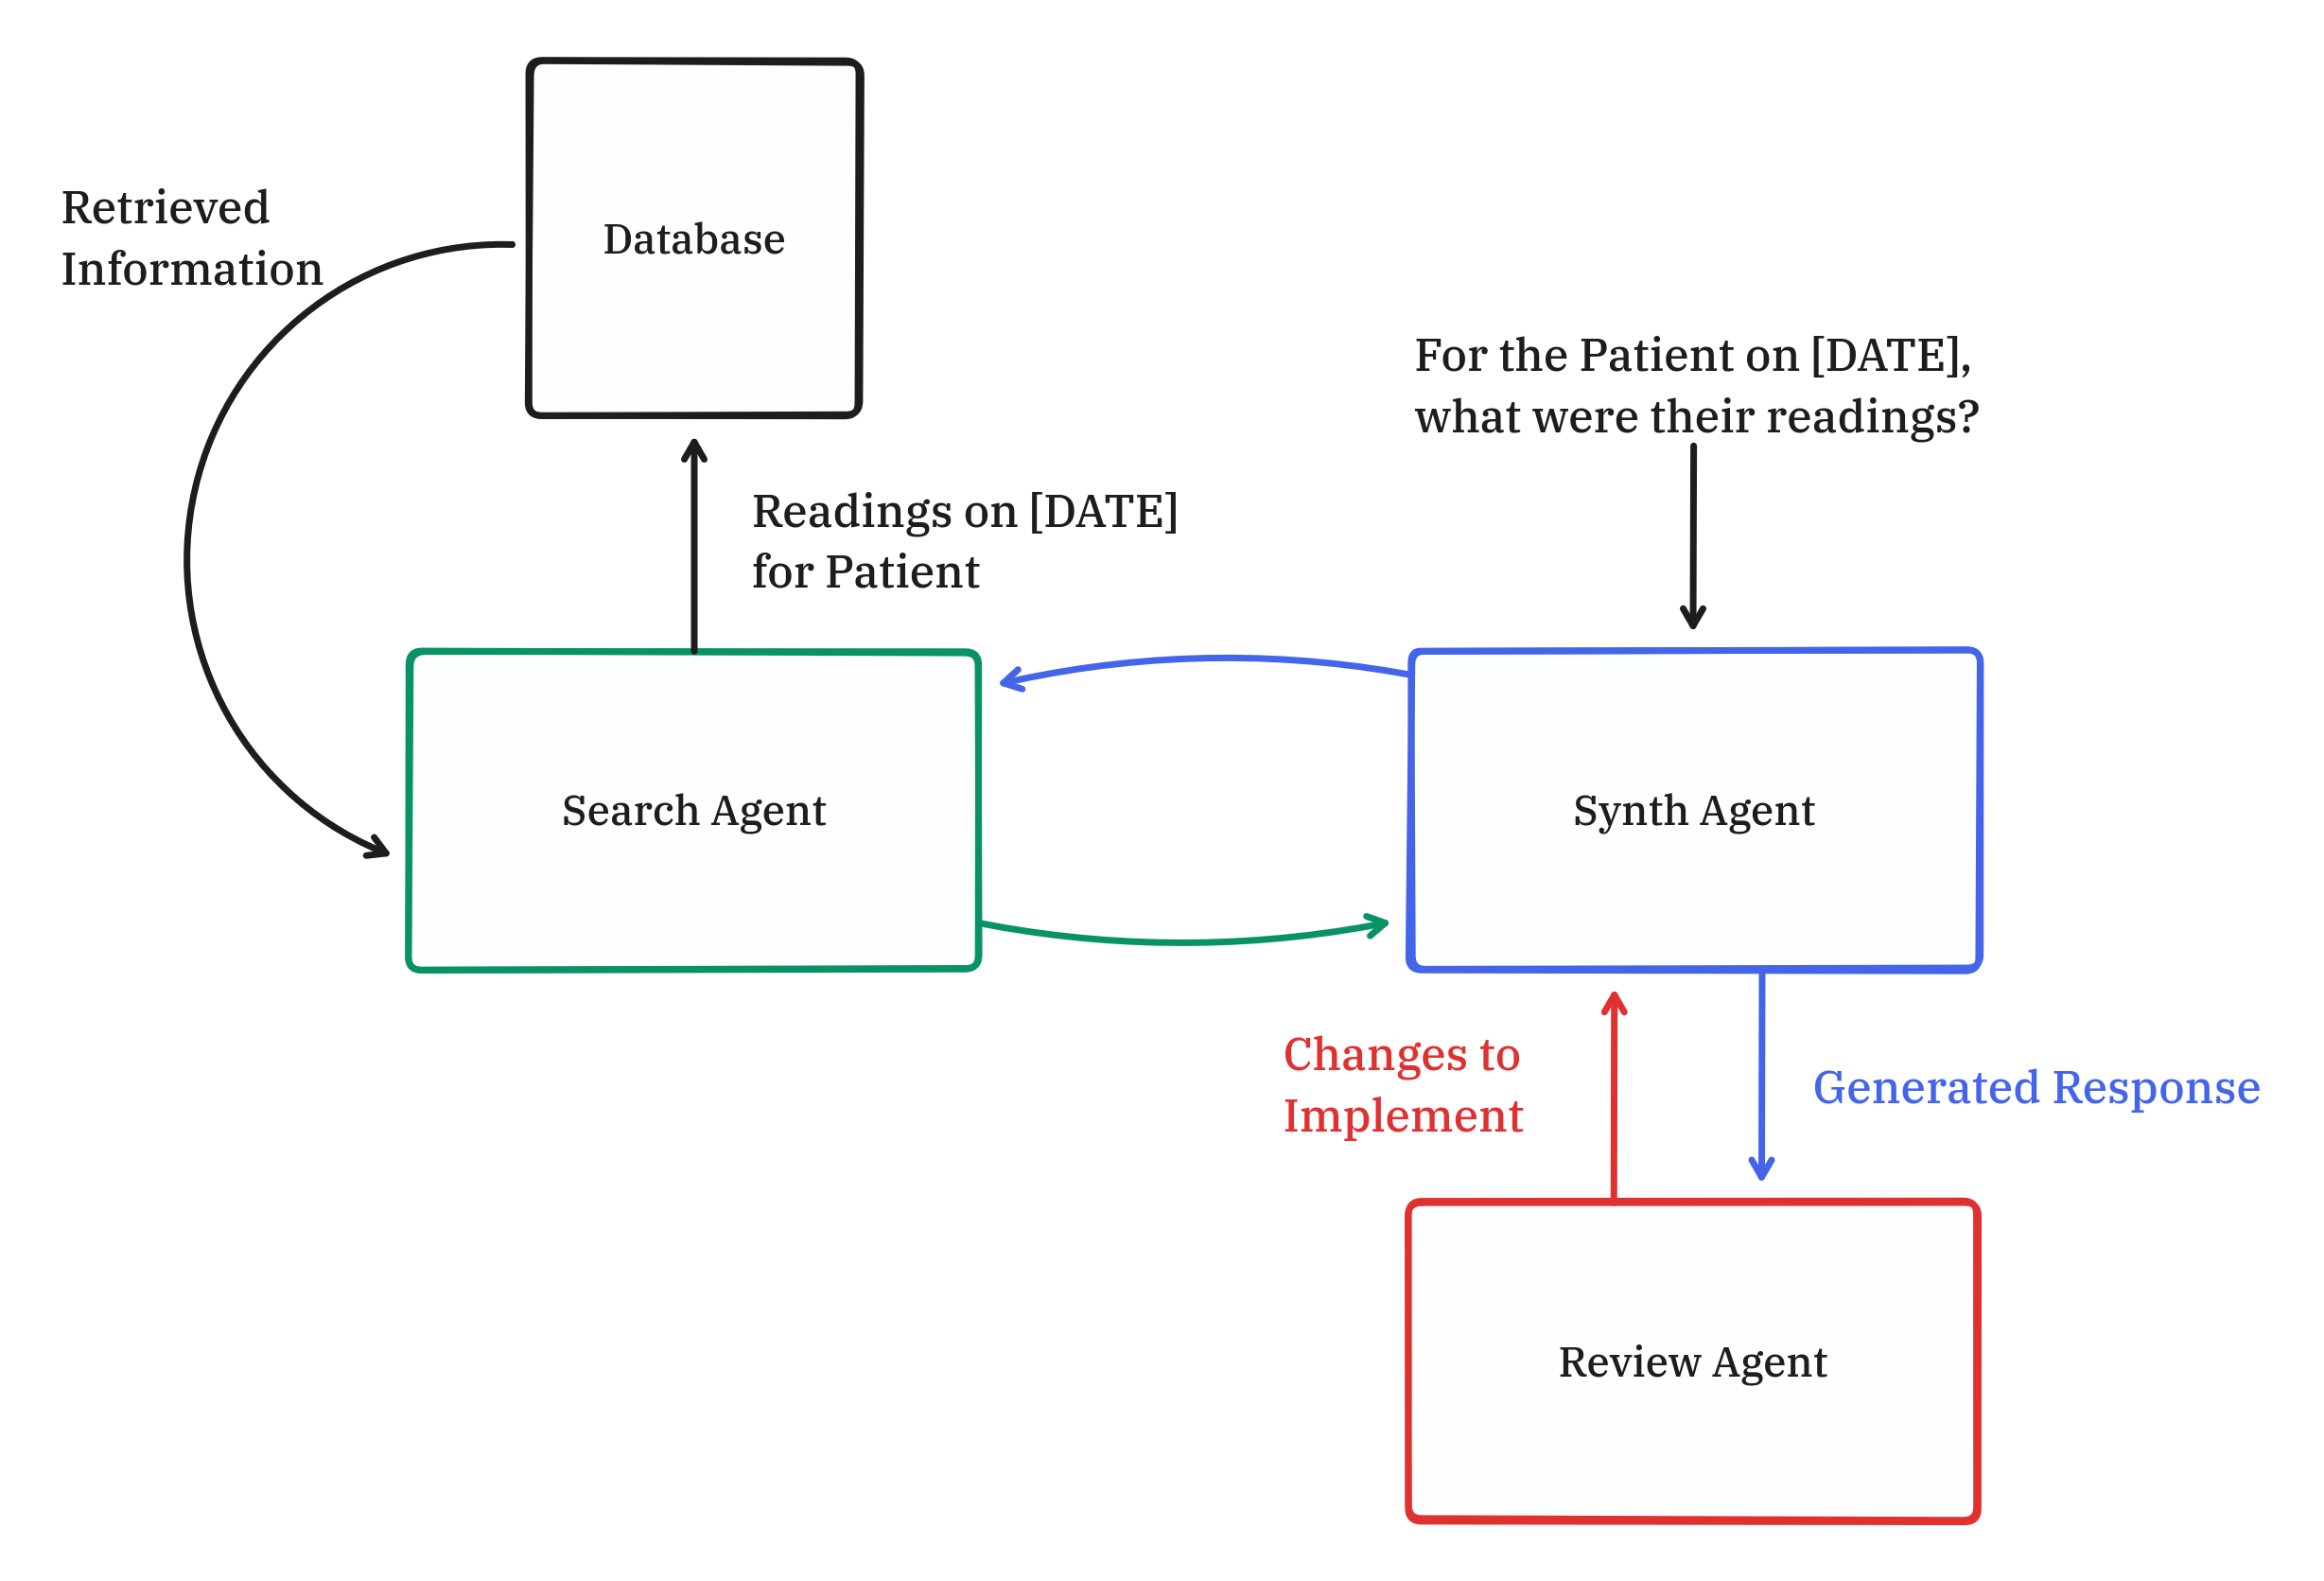 Retrieved
Information
Database
For the Patient on [DATE],
what were their readings?
Readings on [DATE]
for Patient
Search Agent
Synth Agent
Changes to
Implement
Generated Response
Review Agent